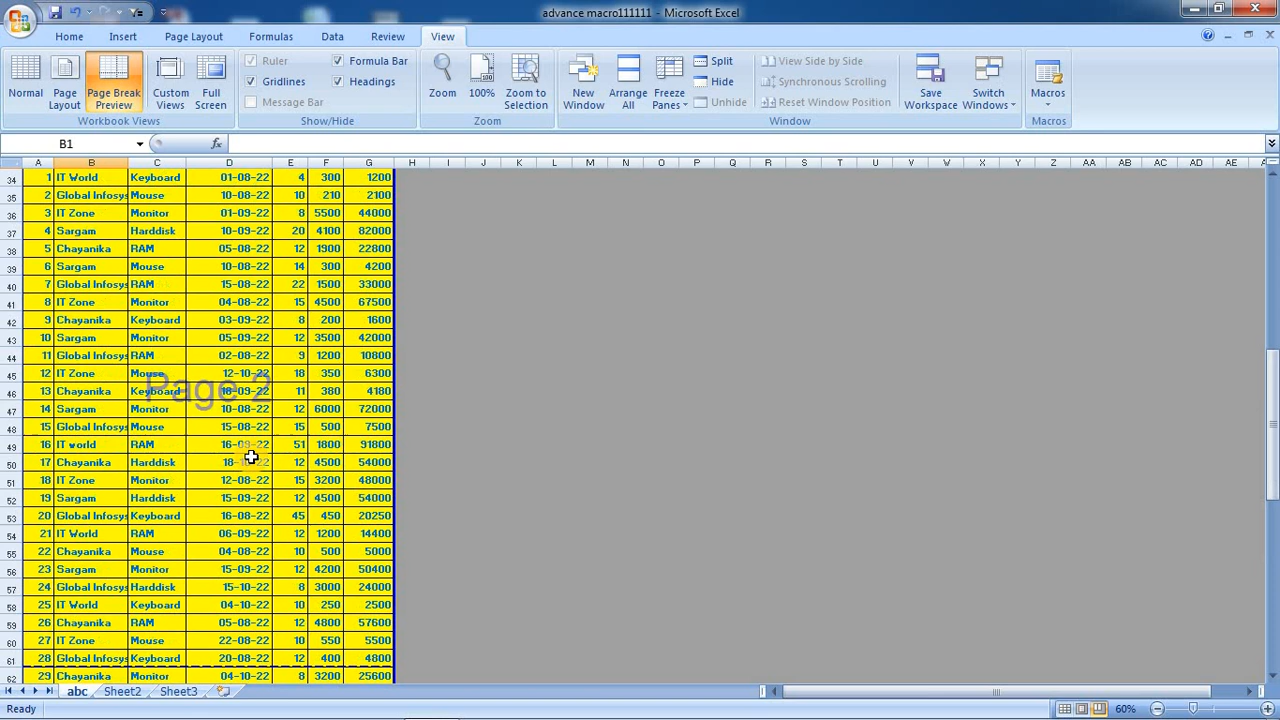 advance macro111111 - Microsoft Excel
Home Insert Page Layout Formulas Data Review View
Normal Page Layout Page Break Preview Custom Views Full Screen
Workbook Views
Ruler Formula Bar
Gridlines Headings
Message Bar
Show/Hide
Zoom 100% Zoom to Selection
Zoom
New Window Arrange All Freeze Panes Split Hide Unhide
View Side by Side
Synchronous Scrolling
Reset Window Position
Window
Save Workspace Switch Windows
Macros
Macros
B1
A B C D E F G H I J K L M N O P Q R S T U V W X Y Z AA AB AC AD AE
34 1 IT World Keyboard 01-08-22 4 300 1200
35 2 Global Infosys Mouse 10-08-22 10 210 2100
36 3 IT Zone Monitor 01-09-22 8 5500 44000
37 4 Sargam Harddisk 10-09-22 20 4100 82000
38 5 Chayanika RAM 05-08-22 12 1900 22800
39 6 Sargam Mouse 10-08-22 14 300 4200
40 7 Global Infosys RAM 15-08-22 22 1500 33000
41 8 IT Zone Monitor 04-08-22 15 4500 67500
42 9 Chayanika Keyboard 03-09-22 8 200 1600
43 10 Sargam Monitor 05-09-22 12 3500 42000
44 11 Global Infosys RAM 02-08-22 9 1200 10800
45 12 IT Zone Mouse 12-10-22 18 350 6300
Page 2
46 13 Chayanika Keyboard 18-09-22 11 380 4180
47 14 Sargam Monitor 10-08-22 12 6000 72000
48 15 Global Infosys Mouse 15-08-22 15 500 7500
49 16 IT world RAM 16-09-22 51 1800 91800
50 17 Chayanika Harddisk 12 4500 54000
51 18 IT Zone Monitor 12-08-22 15 3200 48000
52 19 Sargam Harddisk 15-09-22 12 4500 54000
53 20 Global Infosys Keyboard 16-08-22 45 450 20250
54 21 IT World RAM 06-09-22 12 1200 14400
55 22 Chayanika Mouse 04-08-22 10 500 5000
56 23 Sargam Monitor 15-09-22 12 4200 50400
57 24 Global Infosys Harddisk 15-10-22 8 3000 24000
58 25 IT World Keyboard 04-10-22 10 250 2500
59 26 Chayanika RAM 05-08-22 12 4800 57600
60 27 IT Zone Mouse 22-08-22 10 550 5500
61 28 Global Infosys Keyboard 20-08-22 12 400 4800
62 29 Chayanika Monitor 04-10-22 8 3200 25600
abc Sheet2 Sheet3
Ready 60%